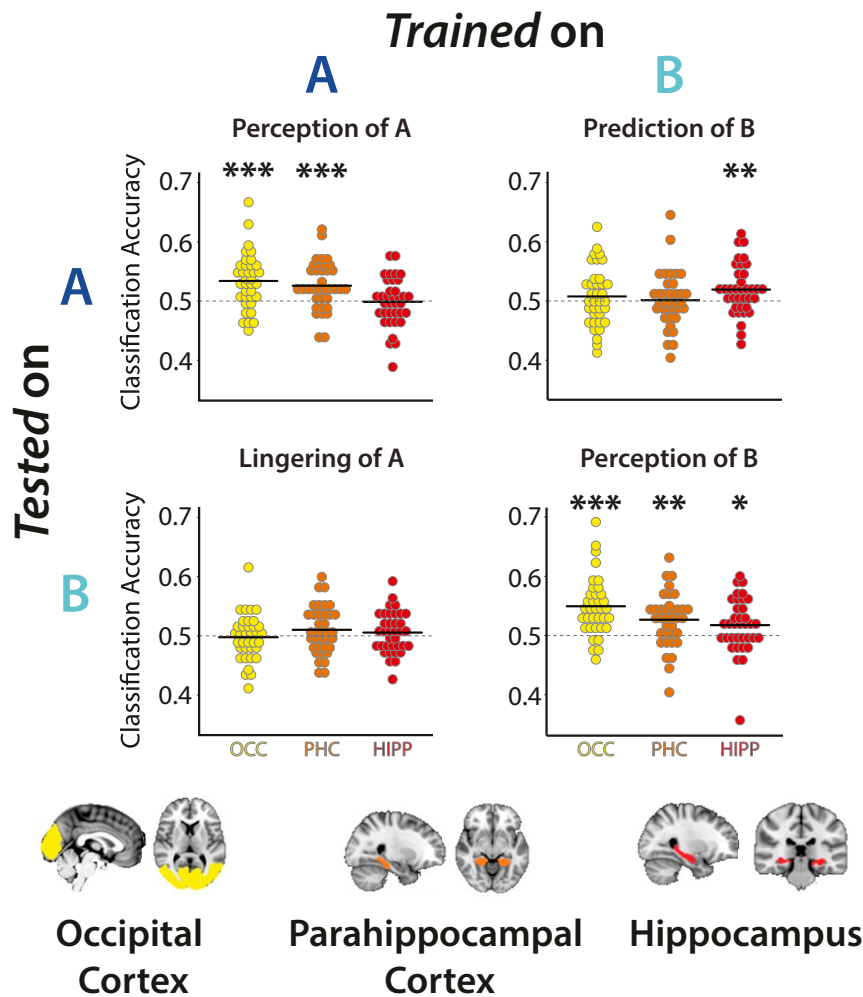 Trained on
A
B
Perception of A
Prediction of B
Classification Accuracy
0.7
0.6
0.5
0.4
***
***
0.7
0.6
0.5
0.4
**
Tested on
A
Lingering of A
Perception of B
B
Classification Accuracy
0.7
0.6
0.5
0.4
0.7
0.6
0.5
0.4
***
**
*
OCC PHC HIPP
OCC PHC HIPP
Occipital
Cortex
Parahippocampal
Cortex
Hippocampus